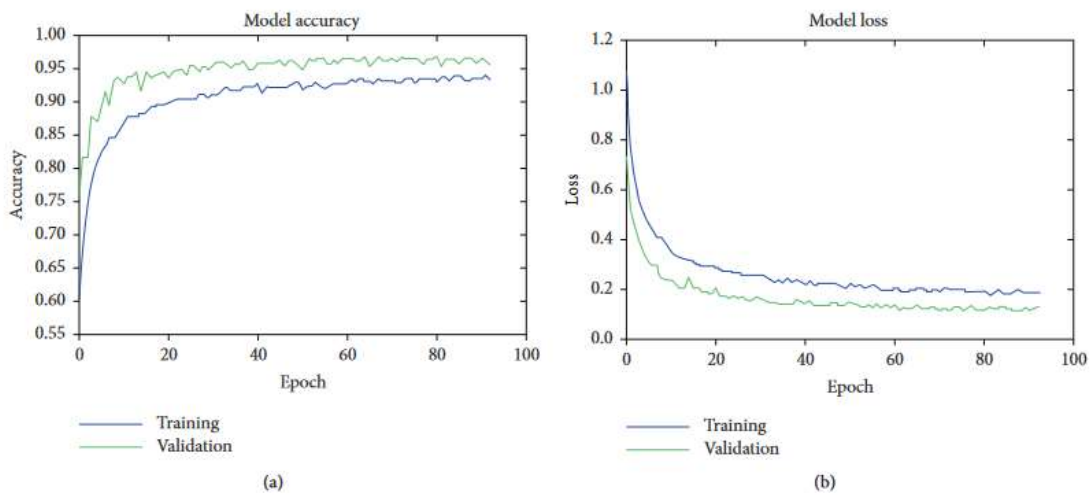 Model accuracy
1.00
0.95
0.90
0.85
0.80
0.75
0.70
0.65
0.60
0.55
Accuracy
0 20 40 60 80 100
Epoch
Training
Validation
(a)
Model loss
1.2
1.0
0.8
0.6
0.4
0.2
0.0
Loss
0 20 40 60 80 100
Epoch
Training
Validation
(b)